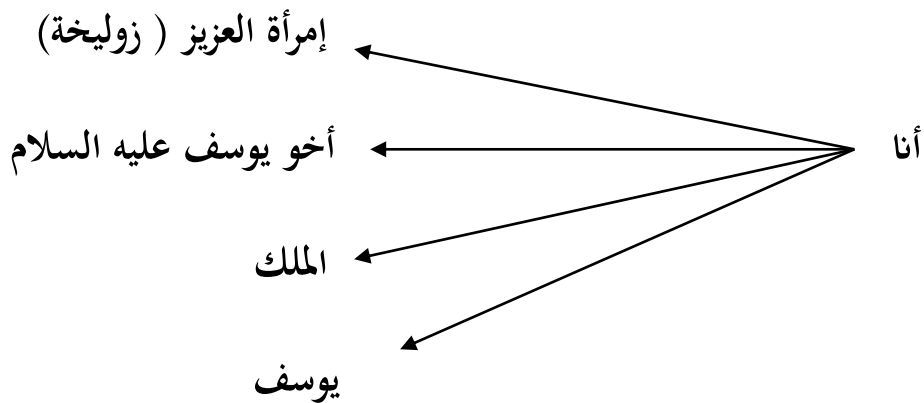 إمرأة العزيز ( زوليخة)
أنا
أخو يوسف عليه السلام
الملك
يوسف